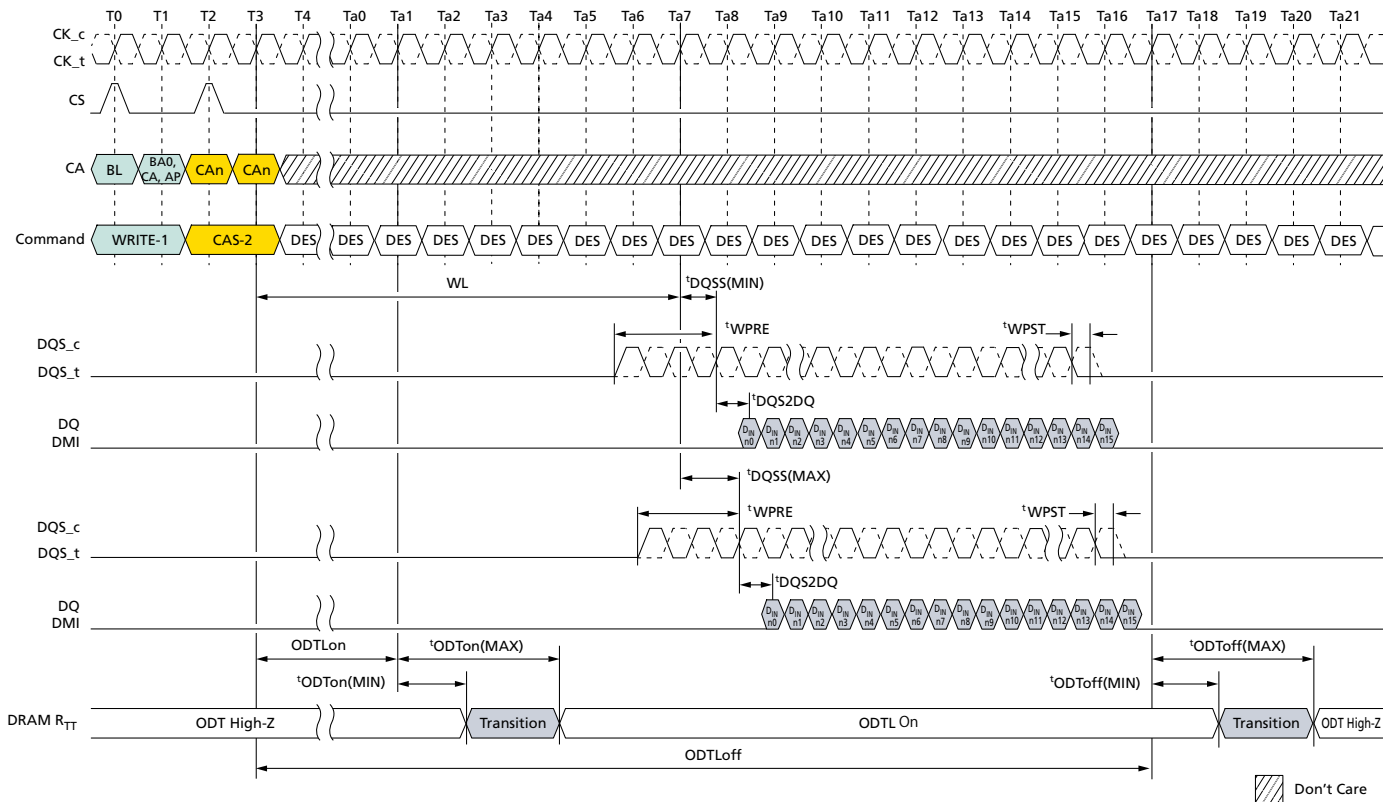 T0 T1 T2 T3 T4 Ta0 Ta1 Ta2 Ta3 Ta4 Ta5 Ta6 Ta7 Ta8 Ta9 Ta10 Ta11 Ta12 Ta13 Ta14 Ta15 Ta16 Ta17 Ta18 Ta19 Ta20 Ta21
CK_c
CK_t
CS
CA BL BA0, CA, AP CAn CAn
Command WRITE-1 CAS-2 DES DES DES DES DES DES DES DES DES DES DES DES DES DES DES DES DES DES DES DES DES DES DES
WL tDQSS(MIN)
tWPRE tWPST
DQS_c
DQS_t
tDQS2DQ
DQ
DMI
DIN n0 DIN n1 DIN n2 DIN n3 DIN n4 DIN n5 DIN n6 DIN n7 DIN n8 DIN n9 DIN n10 DIN n11 DIN n12 DIN n13 DIN n14 DIN n15
tDQSS(MAX)
tWPRE tWPST
DQS_c
DQS_t
tDQS2DQ
DQ
DMI
DIN n0 DIN n1 DIN n2 DIN n3 DIN n4 DIN n5 DIN n6 DIN n7 DIN n8 DIN n9 DIN n10 DIN n11 DIN n12 DIN n13 DIN n14 DIN n15
ODTLon tODTon(MAX) tODToff(MAX)
tODTon(MIN) tODToff(MIN)
DRAM RTT ODT High-Z Transition ODTL On Transition ODT High-Z
ODTLoff
Don't Care